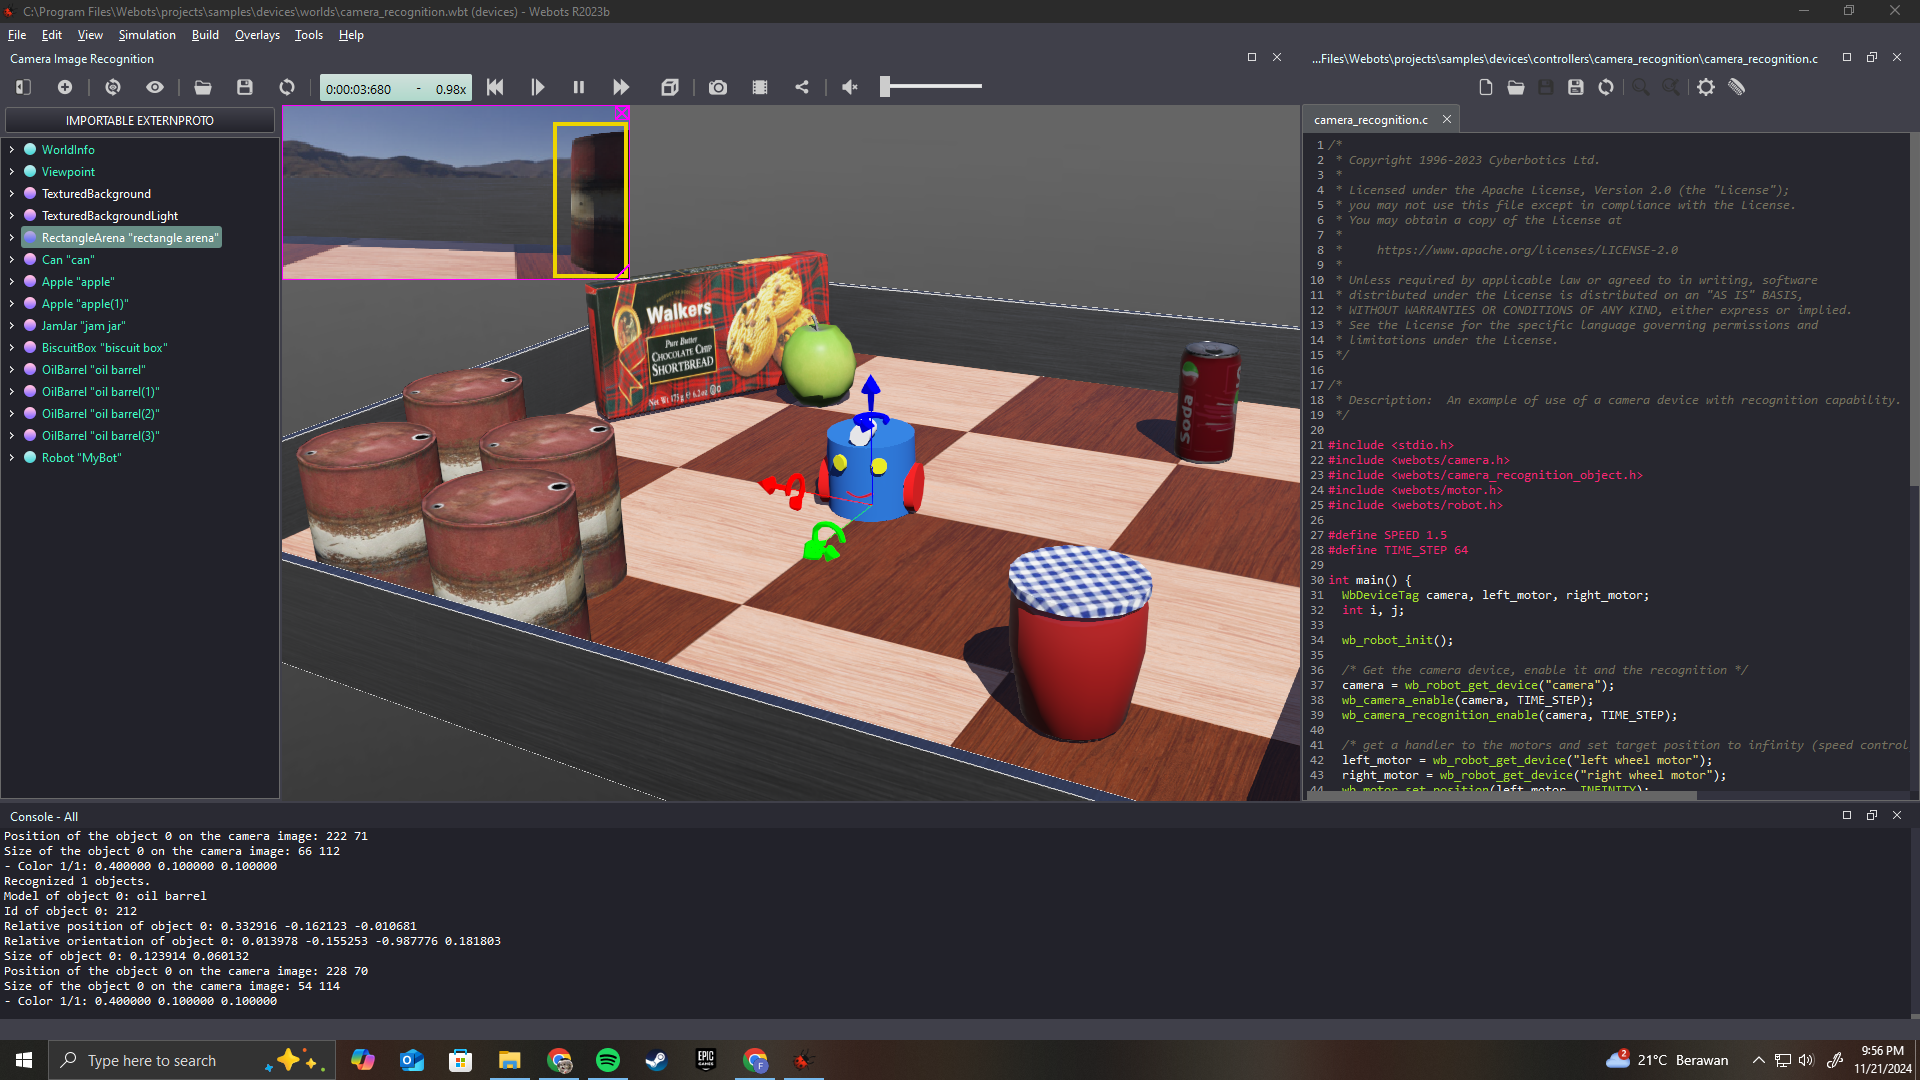 C:\Program Files\Webots\projects\samples\devices\worlds\camera_recognition.wbt (devices) - Webots R2023b
File Edit View Simulation Build Overlays Tools Help
Camera Image Recognition
0:00:03:680 - 0.98x
IMPORTABLE EXTERNPROTO
WorldInfo
Viewpoint
TexturedBackground
TexturedBackgroundLight
RectangleArena "rectangle arena"
Can "can"
Apple "apple"
Apple "apple(1)"
JamJar "jam jar"
BiscuitBox "biscuit box"
OilBarrel "oil barrel"
OilBarrel "oil barrel(1)"
OilBarrel "oil barrel(2)"
OilBarrel "oil barrel(3)"
Robot "MyBot"
Walkers
Pure Butter
CHOCOLATE CHIP
SHORTBREAD
Net Wt 175g e 6.2 oz
Soda
...Files\Webots\projects\samples\devices\controllers\camera_recognition\camera_recognition.c
camera_recognition.c
1 /*
2 * Copyright 1996-2023 Cyberbotics Ltd.
3 *
4 * Licensed under the Apache License, Version 2.0 (the "License");
5 * you may not use this file except in compliance with the License.
6 * You may obtain a copy of the License at
7 *
8 * https://www.apache.org/licenses/LICENSE-2.0
9 *
10 * Unless required by applicable law or agreed to in writing, software
11 * distributed under the License is distributed on an "AS IS" BASIS,
12 * WITHOUT WARRANTIES OR CONDITIONS OF ANY KIND, either express or implied.
13 * See the License for the specific language governing permissions and
14 * limitations under the License.
15 */
16
17 /*
18 * Description: An example of use of a camera device with recognition capability.
19 */
20
21 #include <stdio.h>
22 #include <webots/camera.h>
23 #include <webots/camera_recognition_object.h>
24 #include <webots/motor.h>
25 #include <webots/robot.h>
26
27 #define SPEED 1.5
28 #define TIME_STEP 64
29
30 int main() {
31 WbDeviceTag camera, left_motor, right_motor;
32 int i, j;
33
34 wb_robot_init();
35
36 /* Get the camera device, enable it and the recognition */
37 camera = wb_robot_get_device("camera");
38 wb_camera_enable(camera, TIME_STEP);
39 wb_camera_recognition_enable(camera, TIME_STEP);
40
41 /* get a handler to the motors and set target position to infinity (speed control
42 left_motor = wb_robot_get_device("left wheel motor");
43 right_motor = wb_robot_get_device("right wheel motor");
44 wb_motor_set_position(left_motor, INFINITY);
Console - All
Position of the object 0 on the camera image: 222 71
Size of the object 0 on the camera image: 66 112
- Color 1/1: 0.400000 0.100000 0.100000
Recognized 1 objects.
Model of object 0: oil barrel
Id of object 0: 212
Relative position of object 0: 0.332916 -0.162123 -0.010681
Relative orientation of object 0: 0.013978 -0.155253 -0.987776 0.181803
Size of object 0: 0.123914 0.060132
Position of the object 0 on the camera image: 228 70
Size of the object 0 on the camera image: 54 114
- Color 1/1: 0.400000 0.100000 0.100000
Type here to search
EPIC
GAMES
F
2
21°C Berawan
9:56 PM
11/21/2024